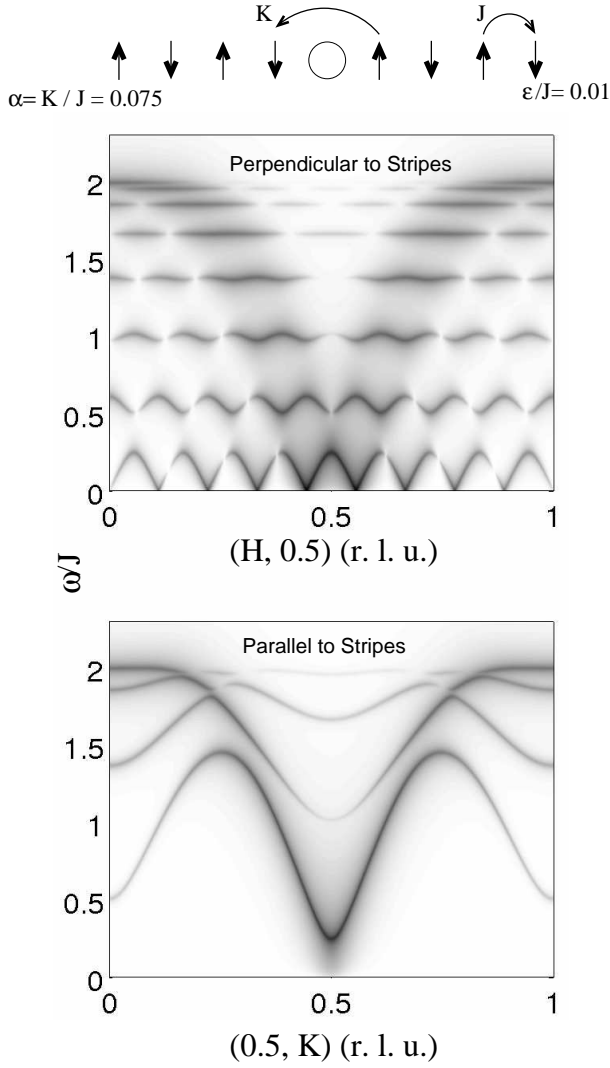 K J
α= K / J = 0.075 ε/J= 0.01
Perpendicular to Stripes
2
1.5
1
0.5
0
0 0.5 1
(H, 0.5) (r. l. u.)
ω/J
Parallel to Stripes
2
1.5
1
0.5
0
0 0.5 1
(0.5, K) (r. l. u.)